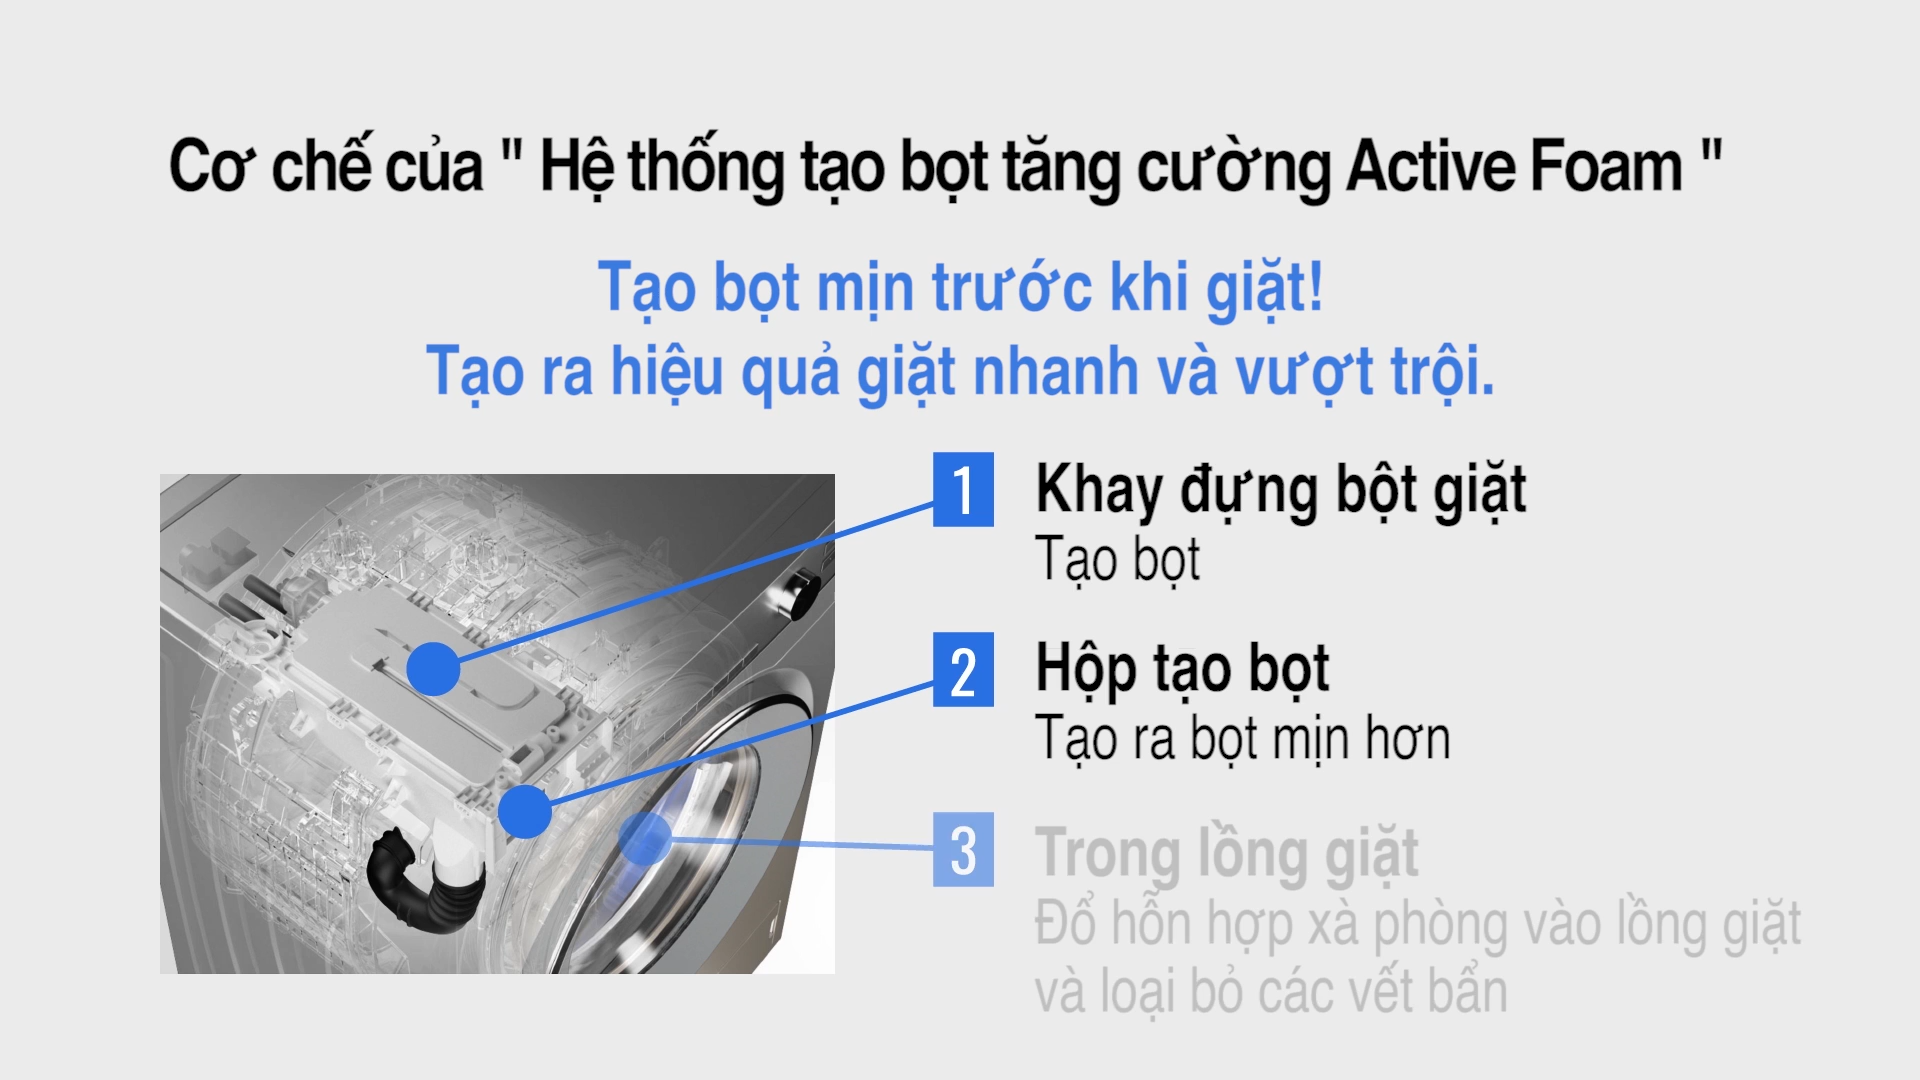 Cơ chế của " Hệ thống tạo bọt tăng cường Active Foam "
Tạo bọt mịn trước khi giặt!
Tạo ra hiệu quả giặt nhanh và vượt trội.
1 Khay đựng bột giặt
Tạo bọt
2 Hộp tạo bọt
Tạo ra bọt mịn hơn
3 Trong lồng giặt
Đổ hỗn hợp xà phòng vào lồng giặt
và loại bỏ các vết bẩn